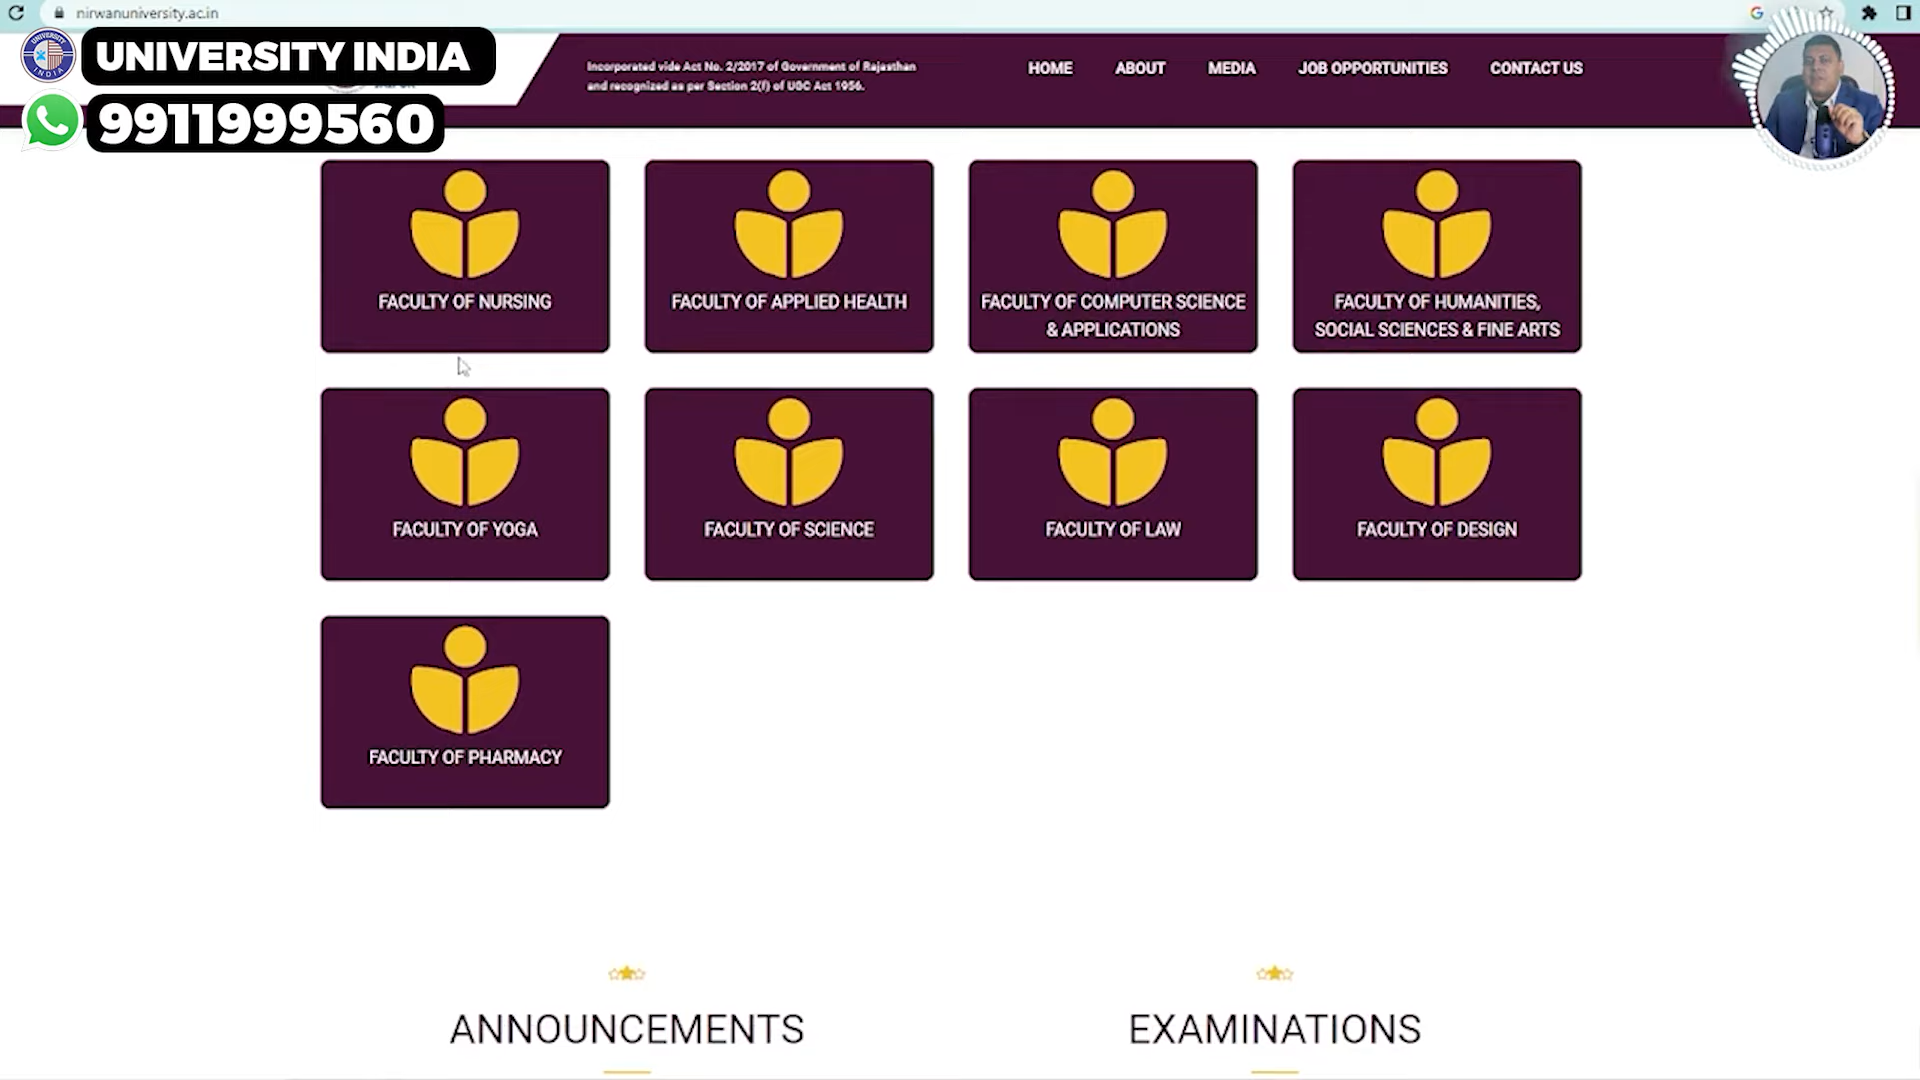 nirwanuniversity.ac.in
UNIVERSITY INDIA
UNIVERSITY
INDIA
9911999560
Incorporated vide Act No. 2/2017 of Government of Rajasthan
and recognized as per Section 2(f) of UGC Act 1956.
HOME
ABOUT
MEDIA
JOB OPPORTUNITIES
CONTACT US
FACULTY OF NURSING
FACULTY OF APPLIED HEALTH
FACULTY OF COMPUTER SCIENCE
& APPLICATIONS
FACULTY OF HUMANITIES,
SOCIAL SCIENCES & FINE ARTS
FACULTY OF YOGA
FACULTY OF SCIENCE
FACULTY OF LAW
FACULTY OF DESIGN
FACULTY OF PHARMACY
ANNOUNCEMENTS
EXAMINATIONS